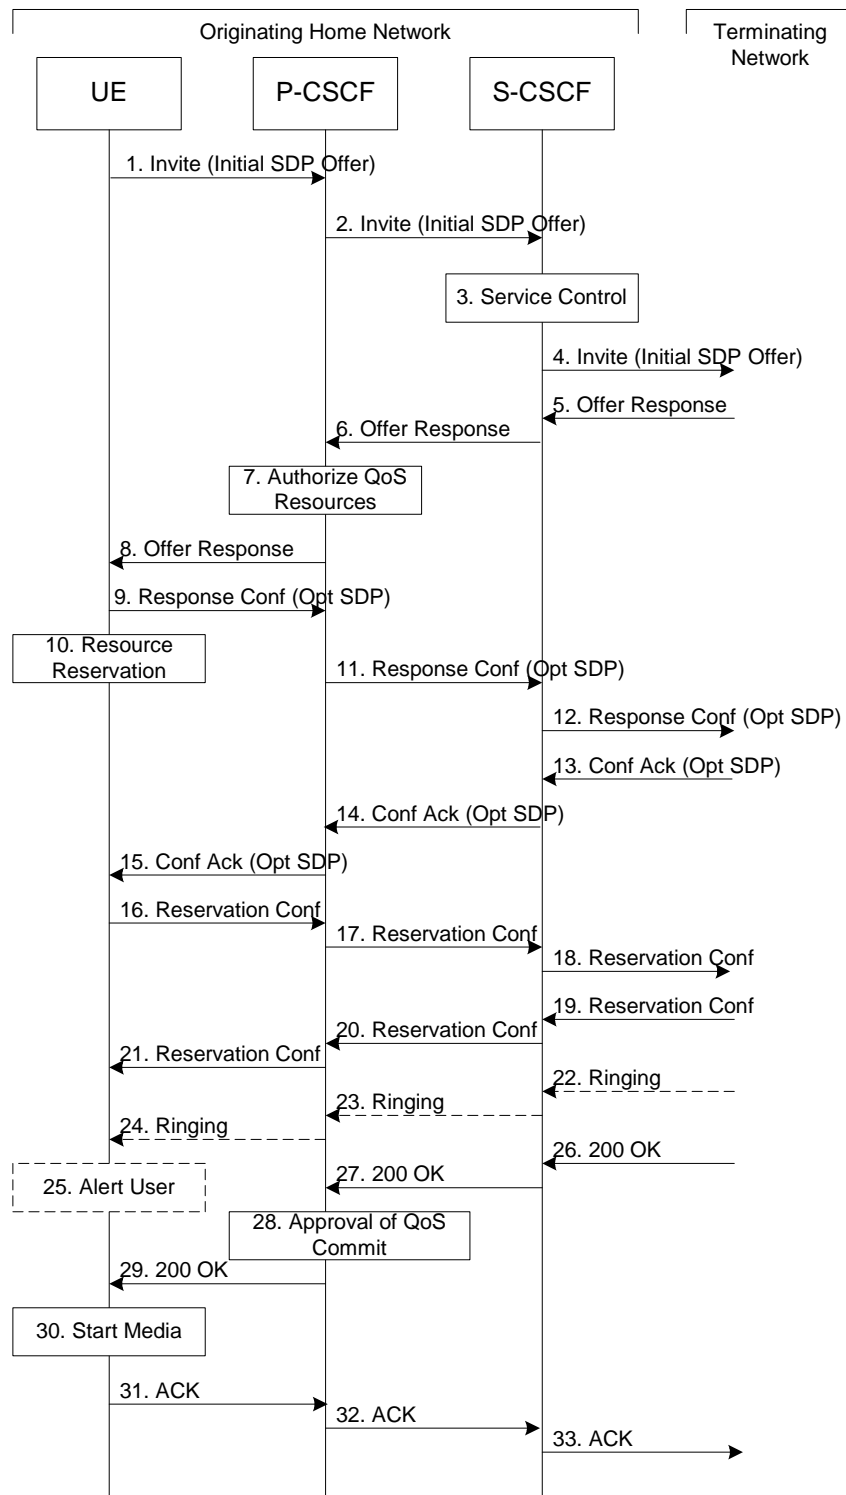 Originating Home Network
Terminating
Network
UE
P-CSCF
S-CSCF
1. Invite (Initial SDP Offer)
2. Invite (Initial SDP Offer)
3. Service Control
4. Invite (Initial SDP Offer)
5. Offer Response
6. Offer Response
7. Authorize QoS
Resources
8. Offer Response
9. Response Conf (Opt SDP)
10. Resource
Reservation
11. Response Conf (Opt SDP)
12. Response Conf (Opt SDP)
13. Conf Ack (Opt SDP)
14. Conf Ack (Opt SDP)
15. Conf Ack (Opt SDP)
16. Reservation Conf
17. Reservation Conf
18. Reservation Conf
19. Reservation Conf
20. Reservation Conf
21. Reservation Conf
22. Ringing
23. Ringing
24. Ringing
26. 200 OK
27. 200 OK
25. Alert User
28. Approval of QoS
Commit
29. 200 OK
30. Start Media
31. ACK
32. ACK
33. ACK